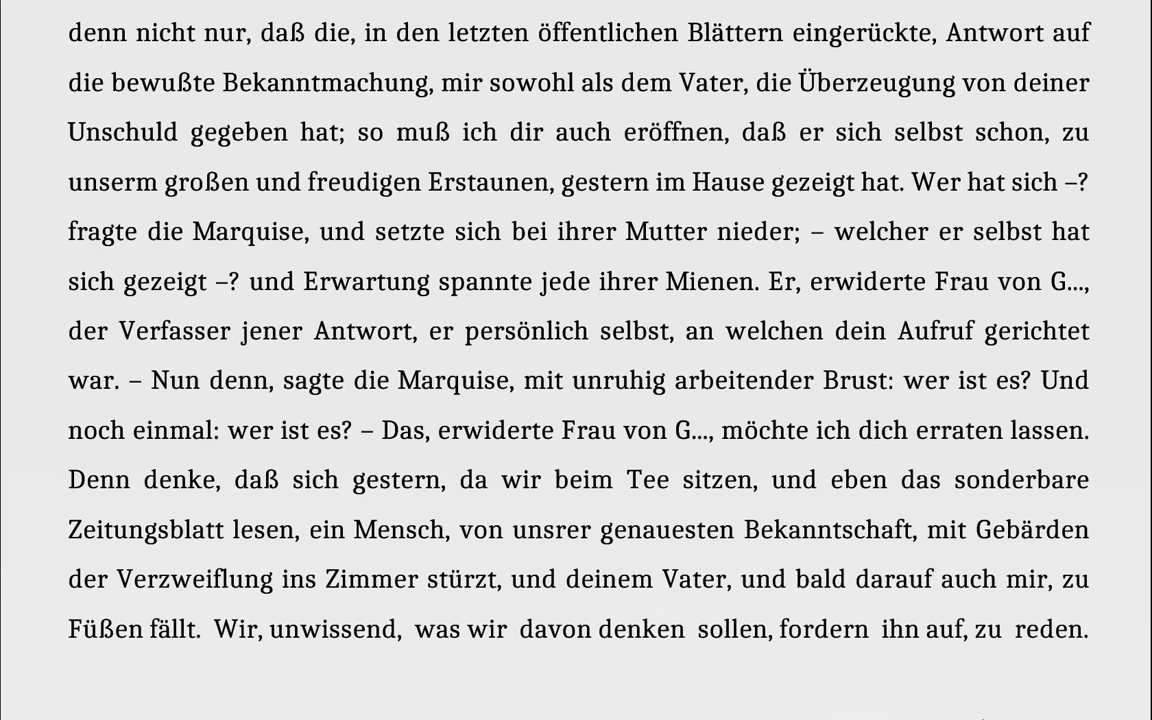 denn nicht nur, daß die, in den letzten öffentlichen Blättern eingerückte, Antwort auf
die bewußte Bekanntmachung, mir sowohl als dem Vater, die Überzeugung von deiner
Unschuld gegeben hat; so muß ich dir auch eröffnen, daß er sich selbst schon, zu
unserm großen und freudigen Erstaunen, gestern im Hause gezeigt hat. Wer hat sich –?
fragte die Marquise, und setzte sich bei ihrer Mutter nieder; – welcher er selbst hat
sich gezeigt –? und Erwartung spannte jede ihrer Mienen. Er, erwiderte Frau von G...,
der Verfasser jener Antwort, er persönlich selbst, an welchen dein Aufruf gerichtet
war. – Nun denn, sagte die Marquise, mit unruhig arbeitender Brust: wer ist es? Und
noch einmal: wer ist es? – Das, erwiderte Frau von G..., möchte ich dich erraten lassen.
Denn denke, daß sich gestern, da wir beim Tee sitzen, und eben das sonderbare
Zeitungsblatt lesen, ein Mensch, von unsrer genauesten Bekanntschaft, mit Gebärden
der Verzweiflung ins Zimmer stürzt, und deinem Vater, und bald darauf auch mir, zu
Füßen fällt. Wir, unwissend, was wir davon denken sollen, fordern ihn auf, zu reden.